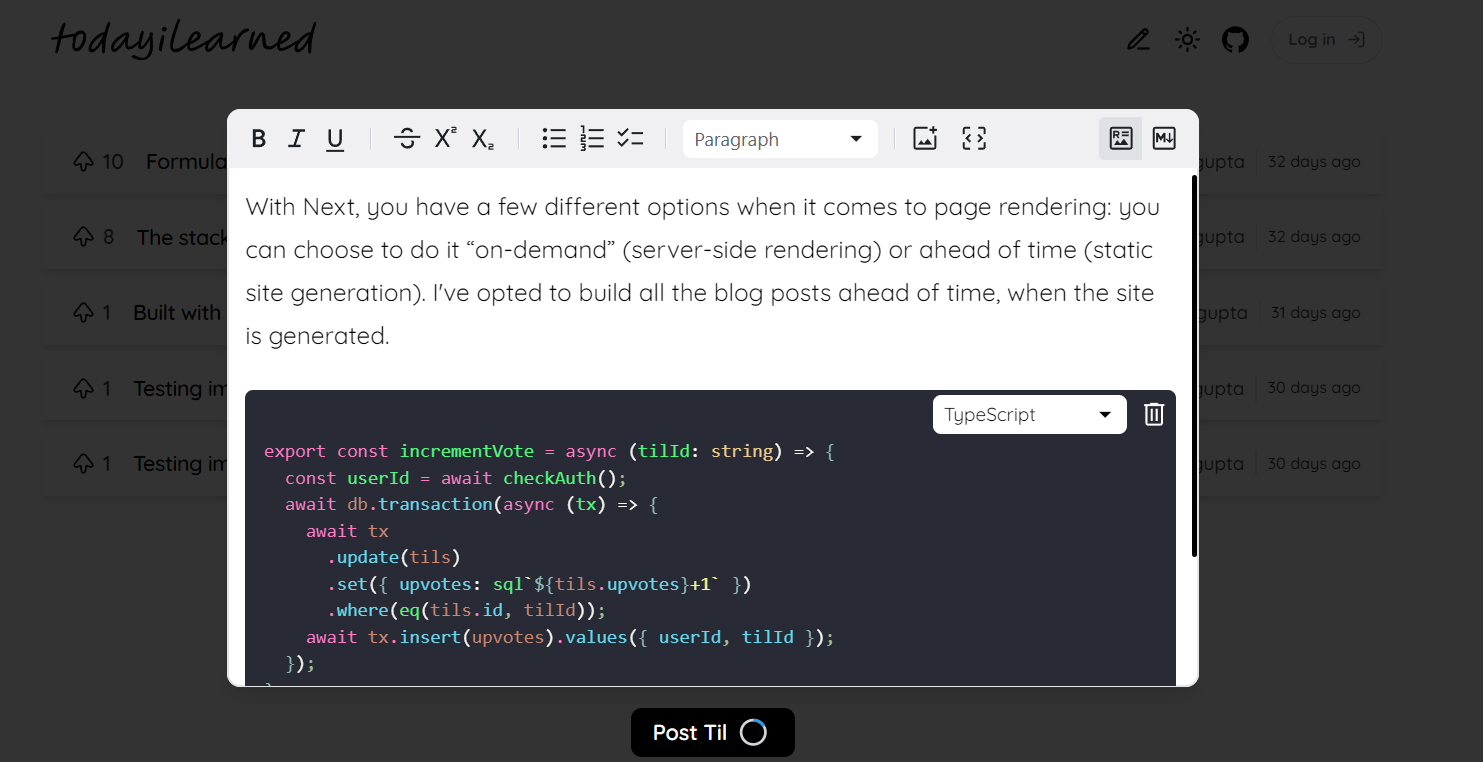 todayilearned
Log in
B I U X² X₂ Paragraph M
10 Formula gupta 32 days ago
8 The stack gupta 32 days ago
1 Built with gupta 31 days ago
1 Testing im gupta 30 days ago
1 Testing im gupta 30 days ago
With Next, you have a few different options when it comes to page rendering: you
can choose to do it “on-demand” (server-side rendering) or ahead of time (static
site generation). I've opted to build all the blog posts ahead of time, when the site
is generated.
TypeScript
export const incrementVote = async (tilId: string) => {
  const userId = await checkAuth();
  await db.transaction(async (tx) => {
    await tx
      .update(tils)
      .set({ upvotes: sql`${tils.upvotes}+1` })
      .where(eq(tils.id, tilId));
    await tx.insert(upvotes).values({ userId, tilId });
  });
Post Til